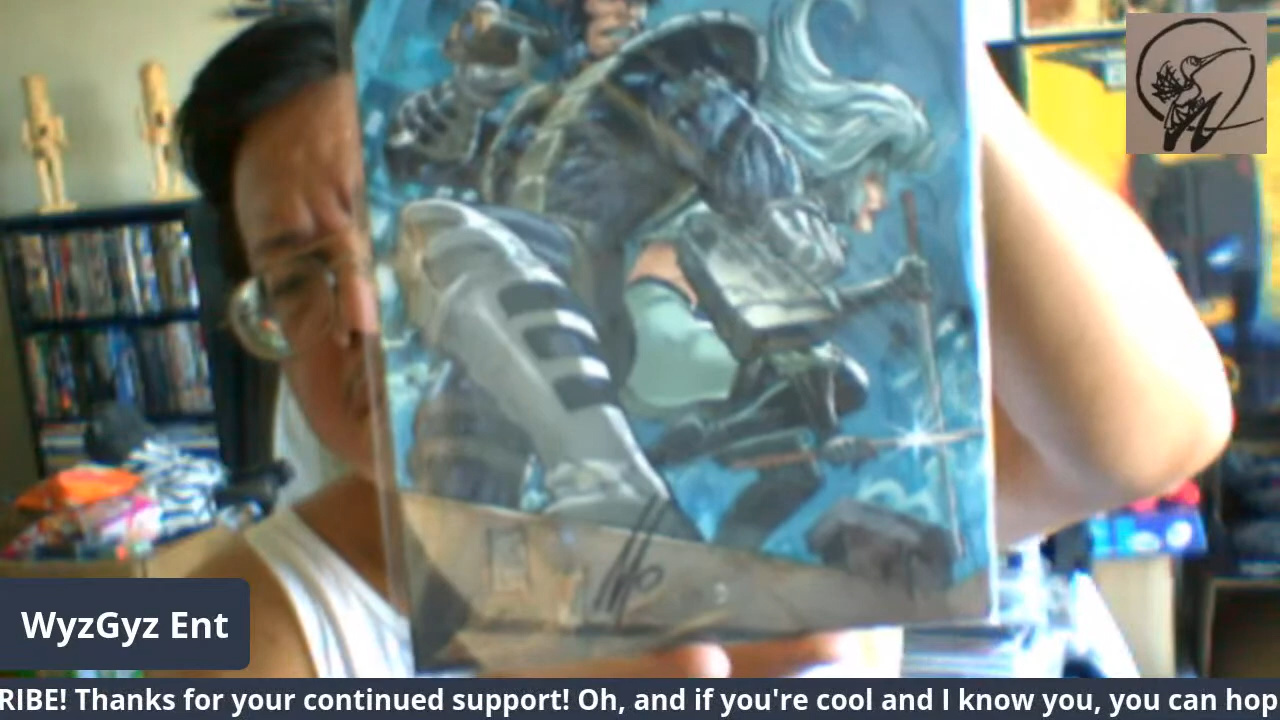 WyzGyz Ent
RIBE! Thanks for your continued support! Oh, and if you're cool and I know you, you can hop